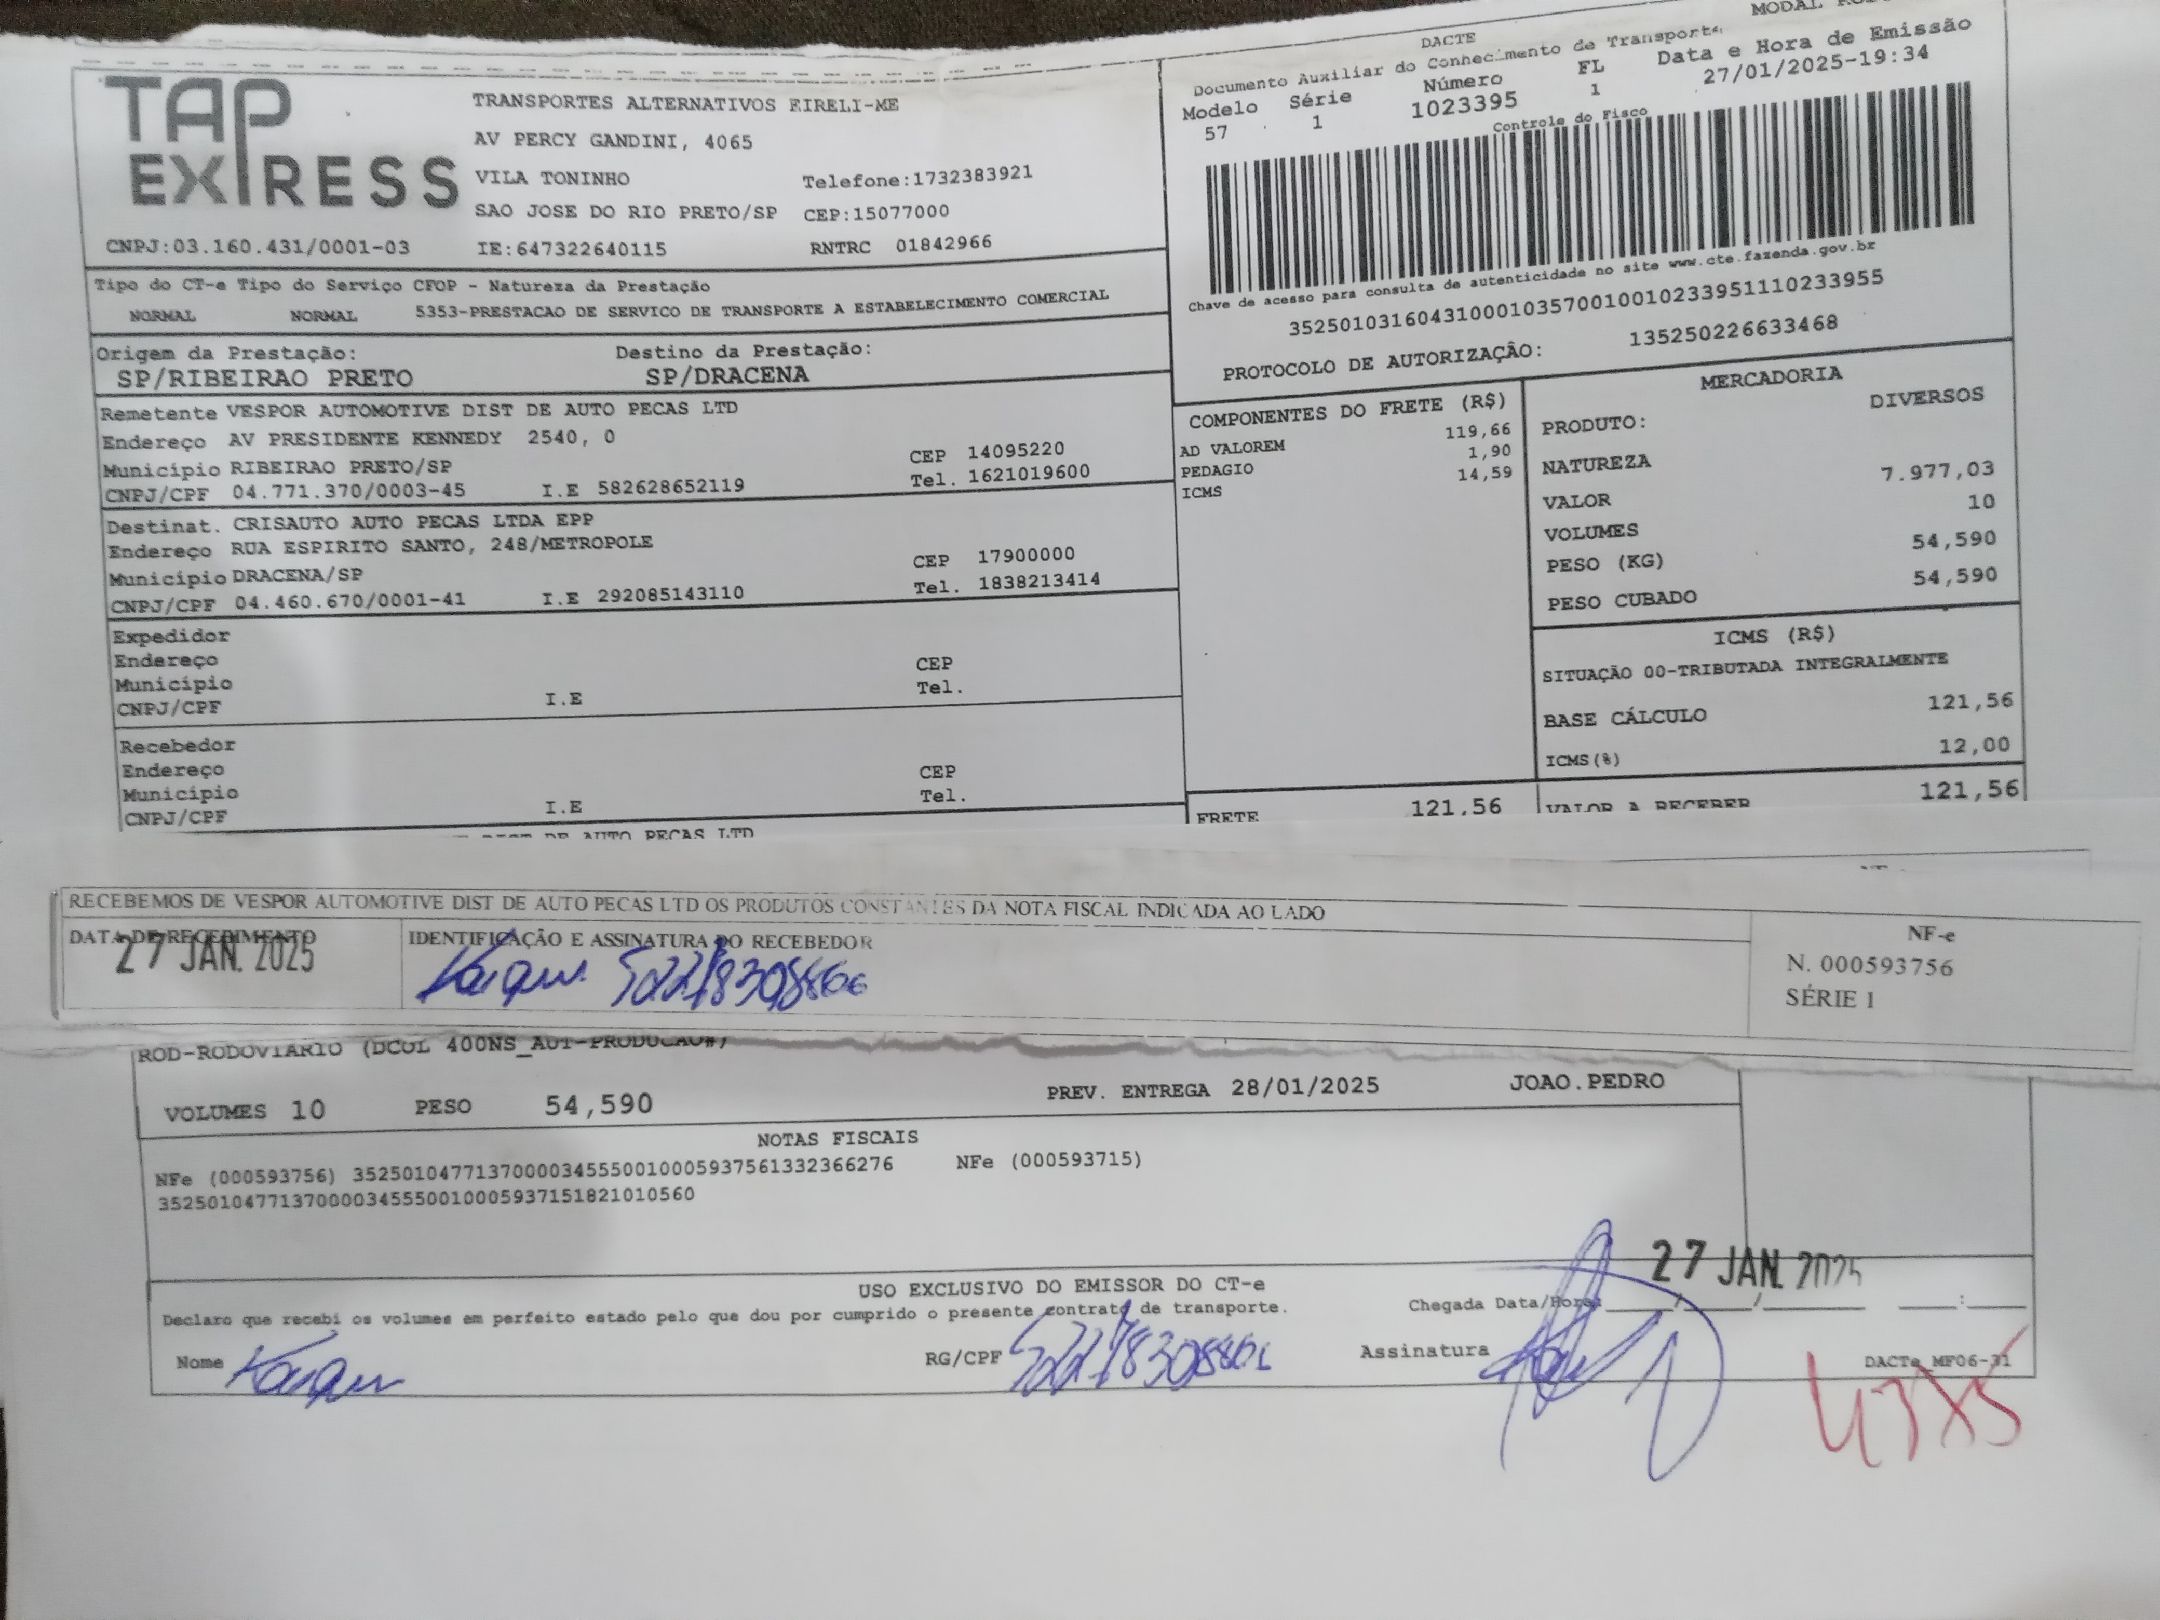 TAP
EXPRESS
TRANSPORTES ALTERNATIVOS EIRELI-ME
AV PERCY GANDINI, 4065
VILA TONINHO Telefone:1732383921
SAO JOSE DO RIO PRETO/SP CEP:15077000
CNPJ:03.160.431/0001-03 IE:647322640115 RNTRC 01842966
MODAL
DACTE
Documento Auxiliar do Conhecimento de Transporte
Modelo Série Número FL Data e Hora de Emissão
57 1 1023395 1 27/01/2025-19:34
Controle do Fisco
Chave de acesso para consulta de autenticidade no site www.cte.fazenda.gov.br
35250103160431000103570010010233951110233955
PROTOCOLO DE AUTORIZAÇÃO: 135250226633468
Tipo do CT-e Tipo do Serviço CFOP - Natureza da Prestação
NORMAL NORMAL 5353-PRESTACAO DE SERVICO DE TRANSPORTE A ESTABELECIMENTO COMERCIAL
Origem da Prestação: Destino da Prestação:
SP/RIBEIRAO PRETO SP/DRACENA
Remetente VESPOR AUTOMOTIVE DIST DE AUTO PECAS LTD
Endereço AV PRESIDENTE KENNEDY 2540, 0
Município RIBEIRAO PRETO/SP CEP 14095220
CNPJ/CPF 04.771.370/0003-45 I.E 582628652119 Tel. 1621019600
Destinat. CRISAUTO AUTO PECAS LTDA EPP
Endereço RUA ESPIRITO SANTO, 248/METROPOLE
Município DRACENA/SP CEP 17900000
CNPJ/CPF 04.460.670/0001-41 I.E 292085143110 Tel. 1838213414
Expedidor
Endereço
Município CEP
CNPJ/CPF I.E Tel.
Recebedor
Endereço
Município CEP
CNPJ/CPF I.E Tel.
DIST DE AUTO PECAS LTD
COMPONENTES DO FRETE (R$)
AD VALOREM 119,66
PEDAGIO 1,90
ICMS 14,59
FRETE 121,56
MERCADORIA
PRODUTO: DIVERSOS
NATUREZA
VALOR 7.977,03
VOLUMES 10
PESO (KG) 54,590
PESO CUBADO 54,590
ICMS (R$)
SITUAÇÃO 00-TRIBUTADA INTEGRALMENTE
BASE CÁLCULO 121,56
ICMS(%) 12,00
VALOR A RECEBER 121,56
RECEBEMOS DE VESPOR AUTOMOTIVE DIST DE AUTO PECAS LTD OS PRODUTOS CONSTANTES DA NOTA FISCAL INDICADA AO LADO
DATA DE RECEBIMENTO IDENTIFICAÇÃO E ASSINATURA DO RECEBEDOR
27 JAN. 2025
NF-e
N. 000593756
SÉRIE 1
ROD-RODOVIARIO (DCOL 400NS_AUT-PRODUCAO#)
VOLUMES 10 PESO 54,590 PREV. ENTREGA 28/01/2025 JOAO.PEDRO
NOTAS FISCAIS
NFe (000593756) 35250104771370000345550010005937561332366276 NFe (000593715)
35250104771370000345550010005937151821010560
USO EXCLUSIVO DO EMISSOR DO CT-e
27 JAN. 2025
Declaro que recebi os volumes em perfeito estado pelo que dou por cumprido o presente contrato de transporte. Chegada Data/Hora: / / :
Nome RG/CPF Assinatura DACTe_MF06-31